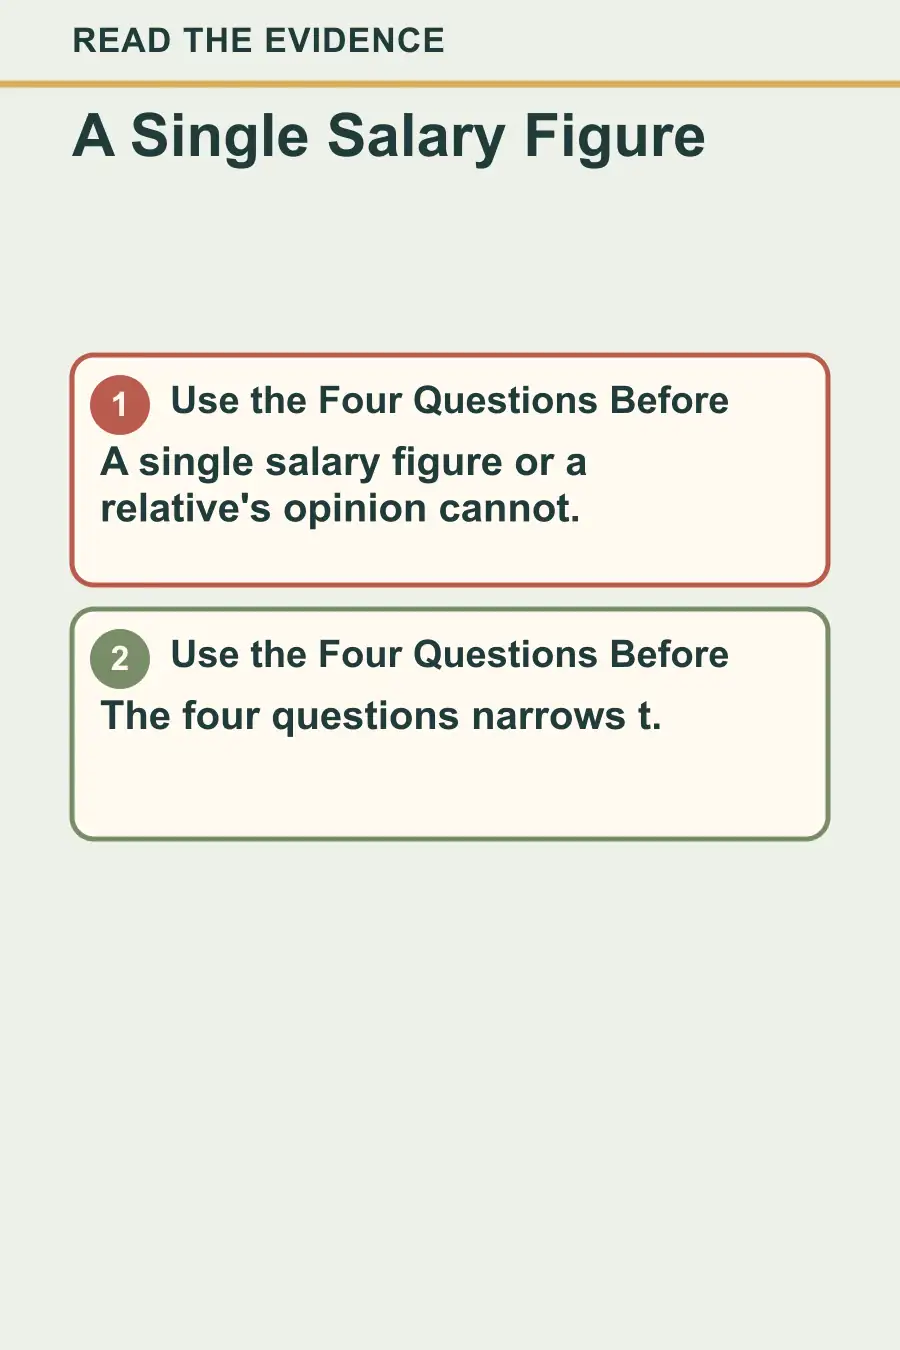 READ THE EVIDENCE
A Single Salary Figure
1 Use the Four Questions Before
A single salary figure or a
relative's opinion cannot.
2 Use the Four Questions Before
The four questions narrows t.